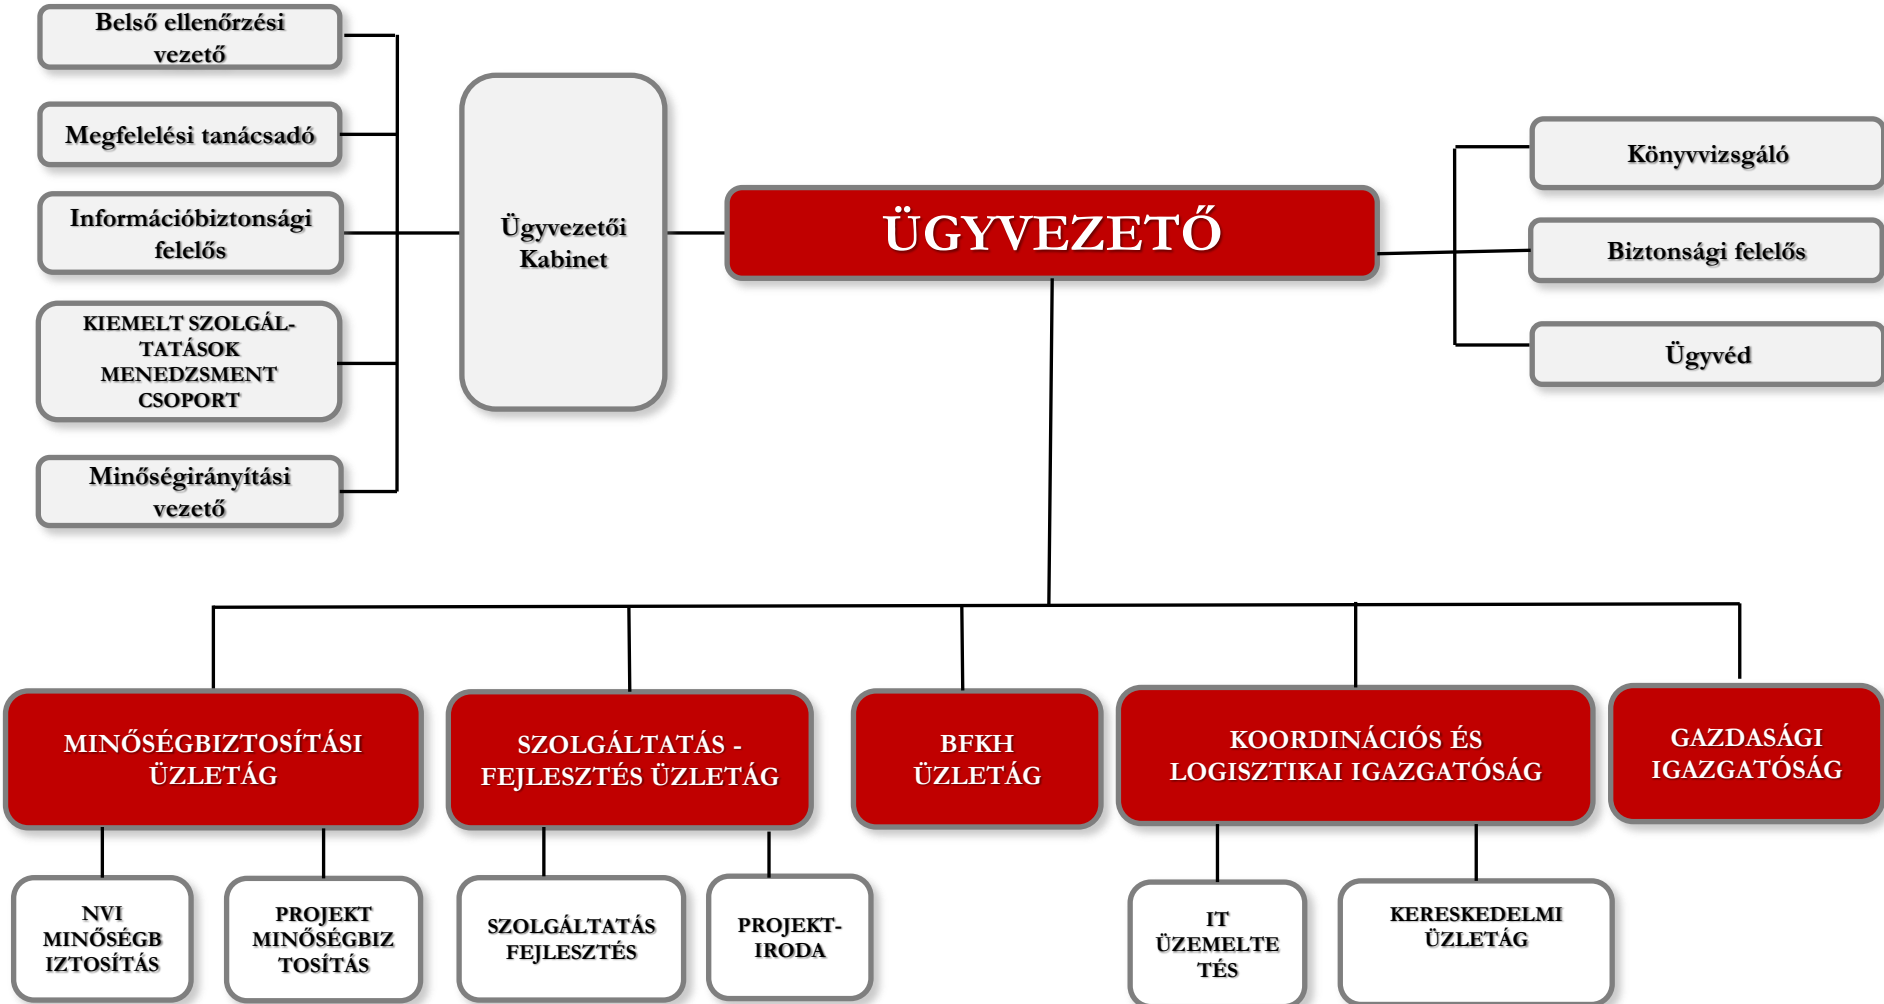 Belső ellenőrzési
vezető
Megfelelési tanácsadó
Információbiztonsági
felelős
KIEMELT SZOLGÁL-
TATÁSOK
MENEDZSMENT
CSOPORT
Minőségirányítási
vezető
Ügyvezetői
Kabinet
ÜGYVEZETŐ
Könyvvizsgáló
Biztonsági felelős
Ügyvéd
MINŐSÉGBIZTOSÍTÁSI
ÜZLETÁG
SZOLGÁLTATÁS -
FEJLESZTÉS ÜZLETÁG
BFKH
ÜZLETÁG
KOORDINÁCIÓS ÉS
LOGISZTIKAI IGAZGATÓSÁG
GAZDASÁGI
IGAZGATÓSÁG
NVI
MINŐSÉGB
IZTOSÍTÁS
PROJEKT
MINŐSÉGBIZ
TOSÍTÁS
SZOLGÁLTATÁS
FEJLESZTÉS
PROJEKT-
IRODA
IT
ÜZEMELTE
TÉS
KERESKEDELMI
ÜZLETÁG